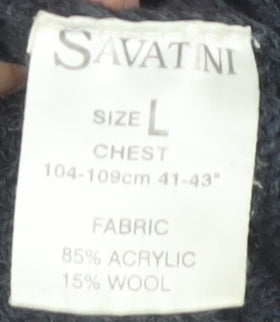 SAVATINI
SIZE L
CHEST
104-109cm 41-43"
FABRIC
85% ACRYLIC
15% WOOL